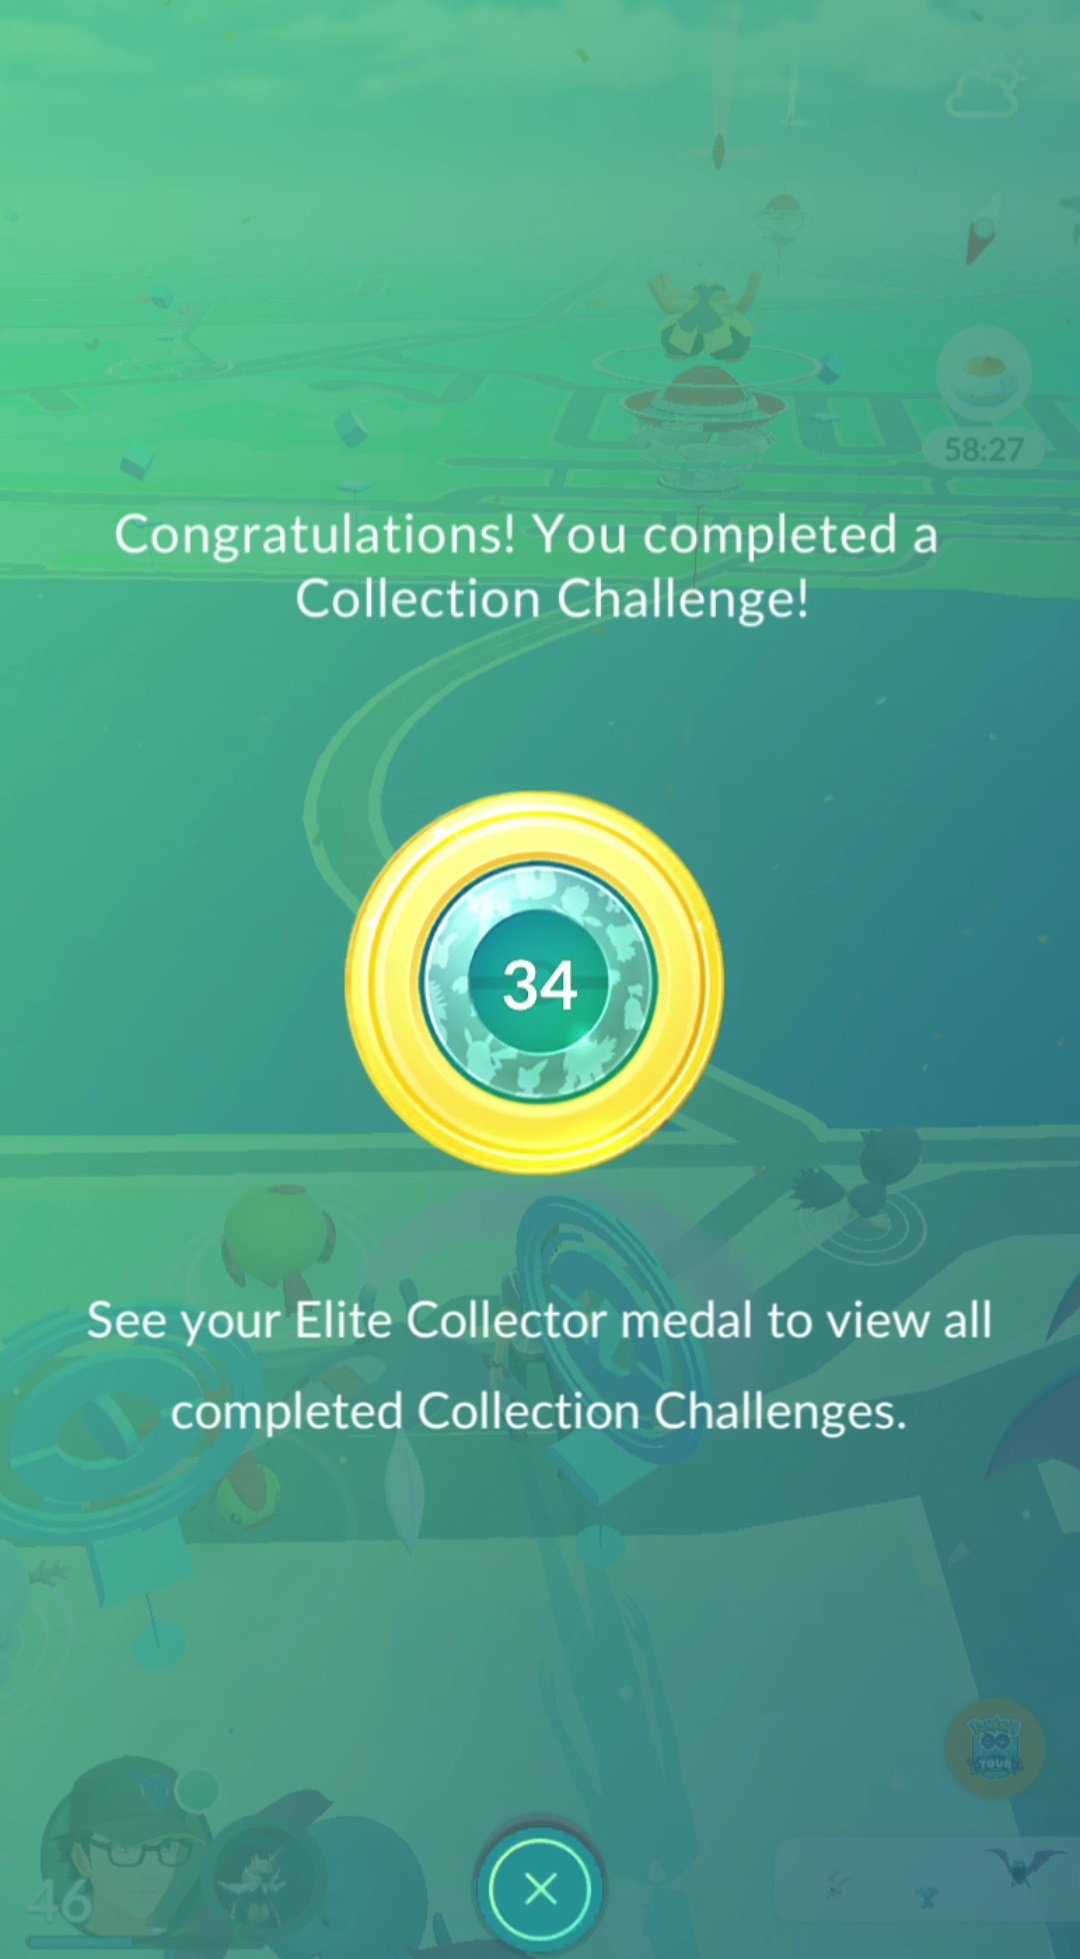 58:27
Congratulations! You completed a
Collection Challenge!
34
See your Elite Collector medal to view all
completed Collection Challenges.
TOUR
46